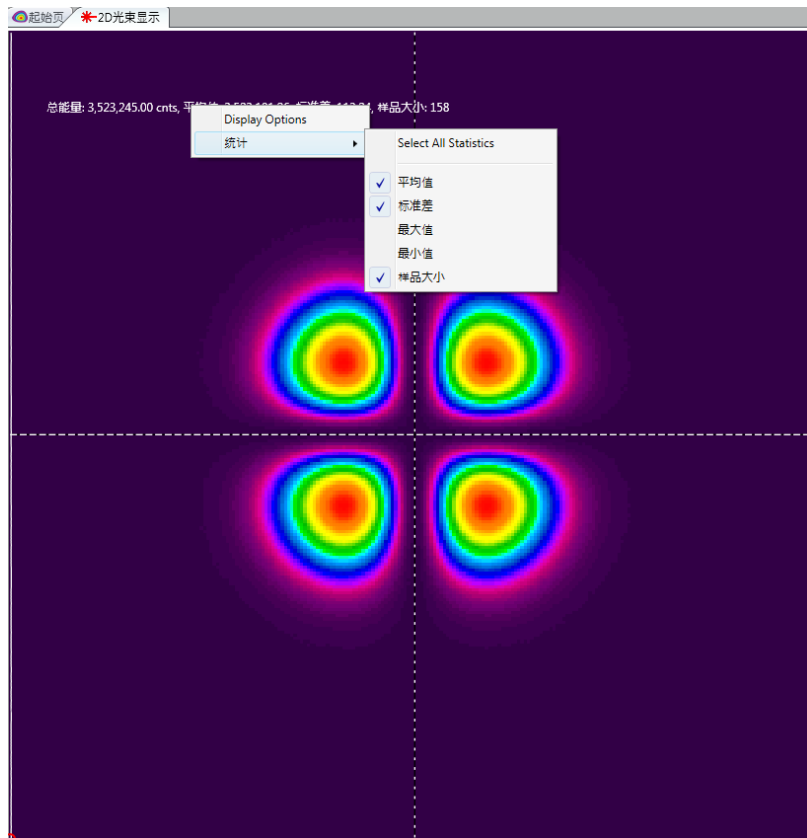 起始页
2D光束显示
总能量: 3,523,245.00 cnts, 样品大小: 158
Display Options
统计
Select All Statistics
平均值
标准差
最大值
最小值
样品大小